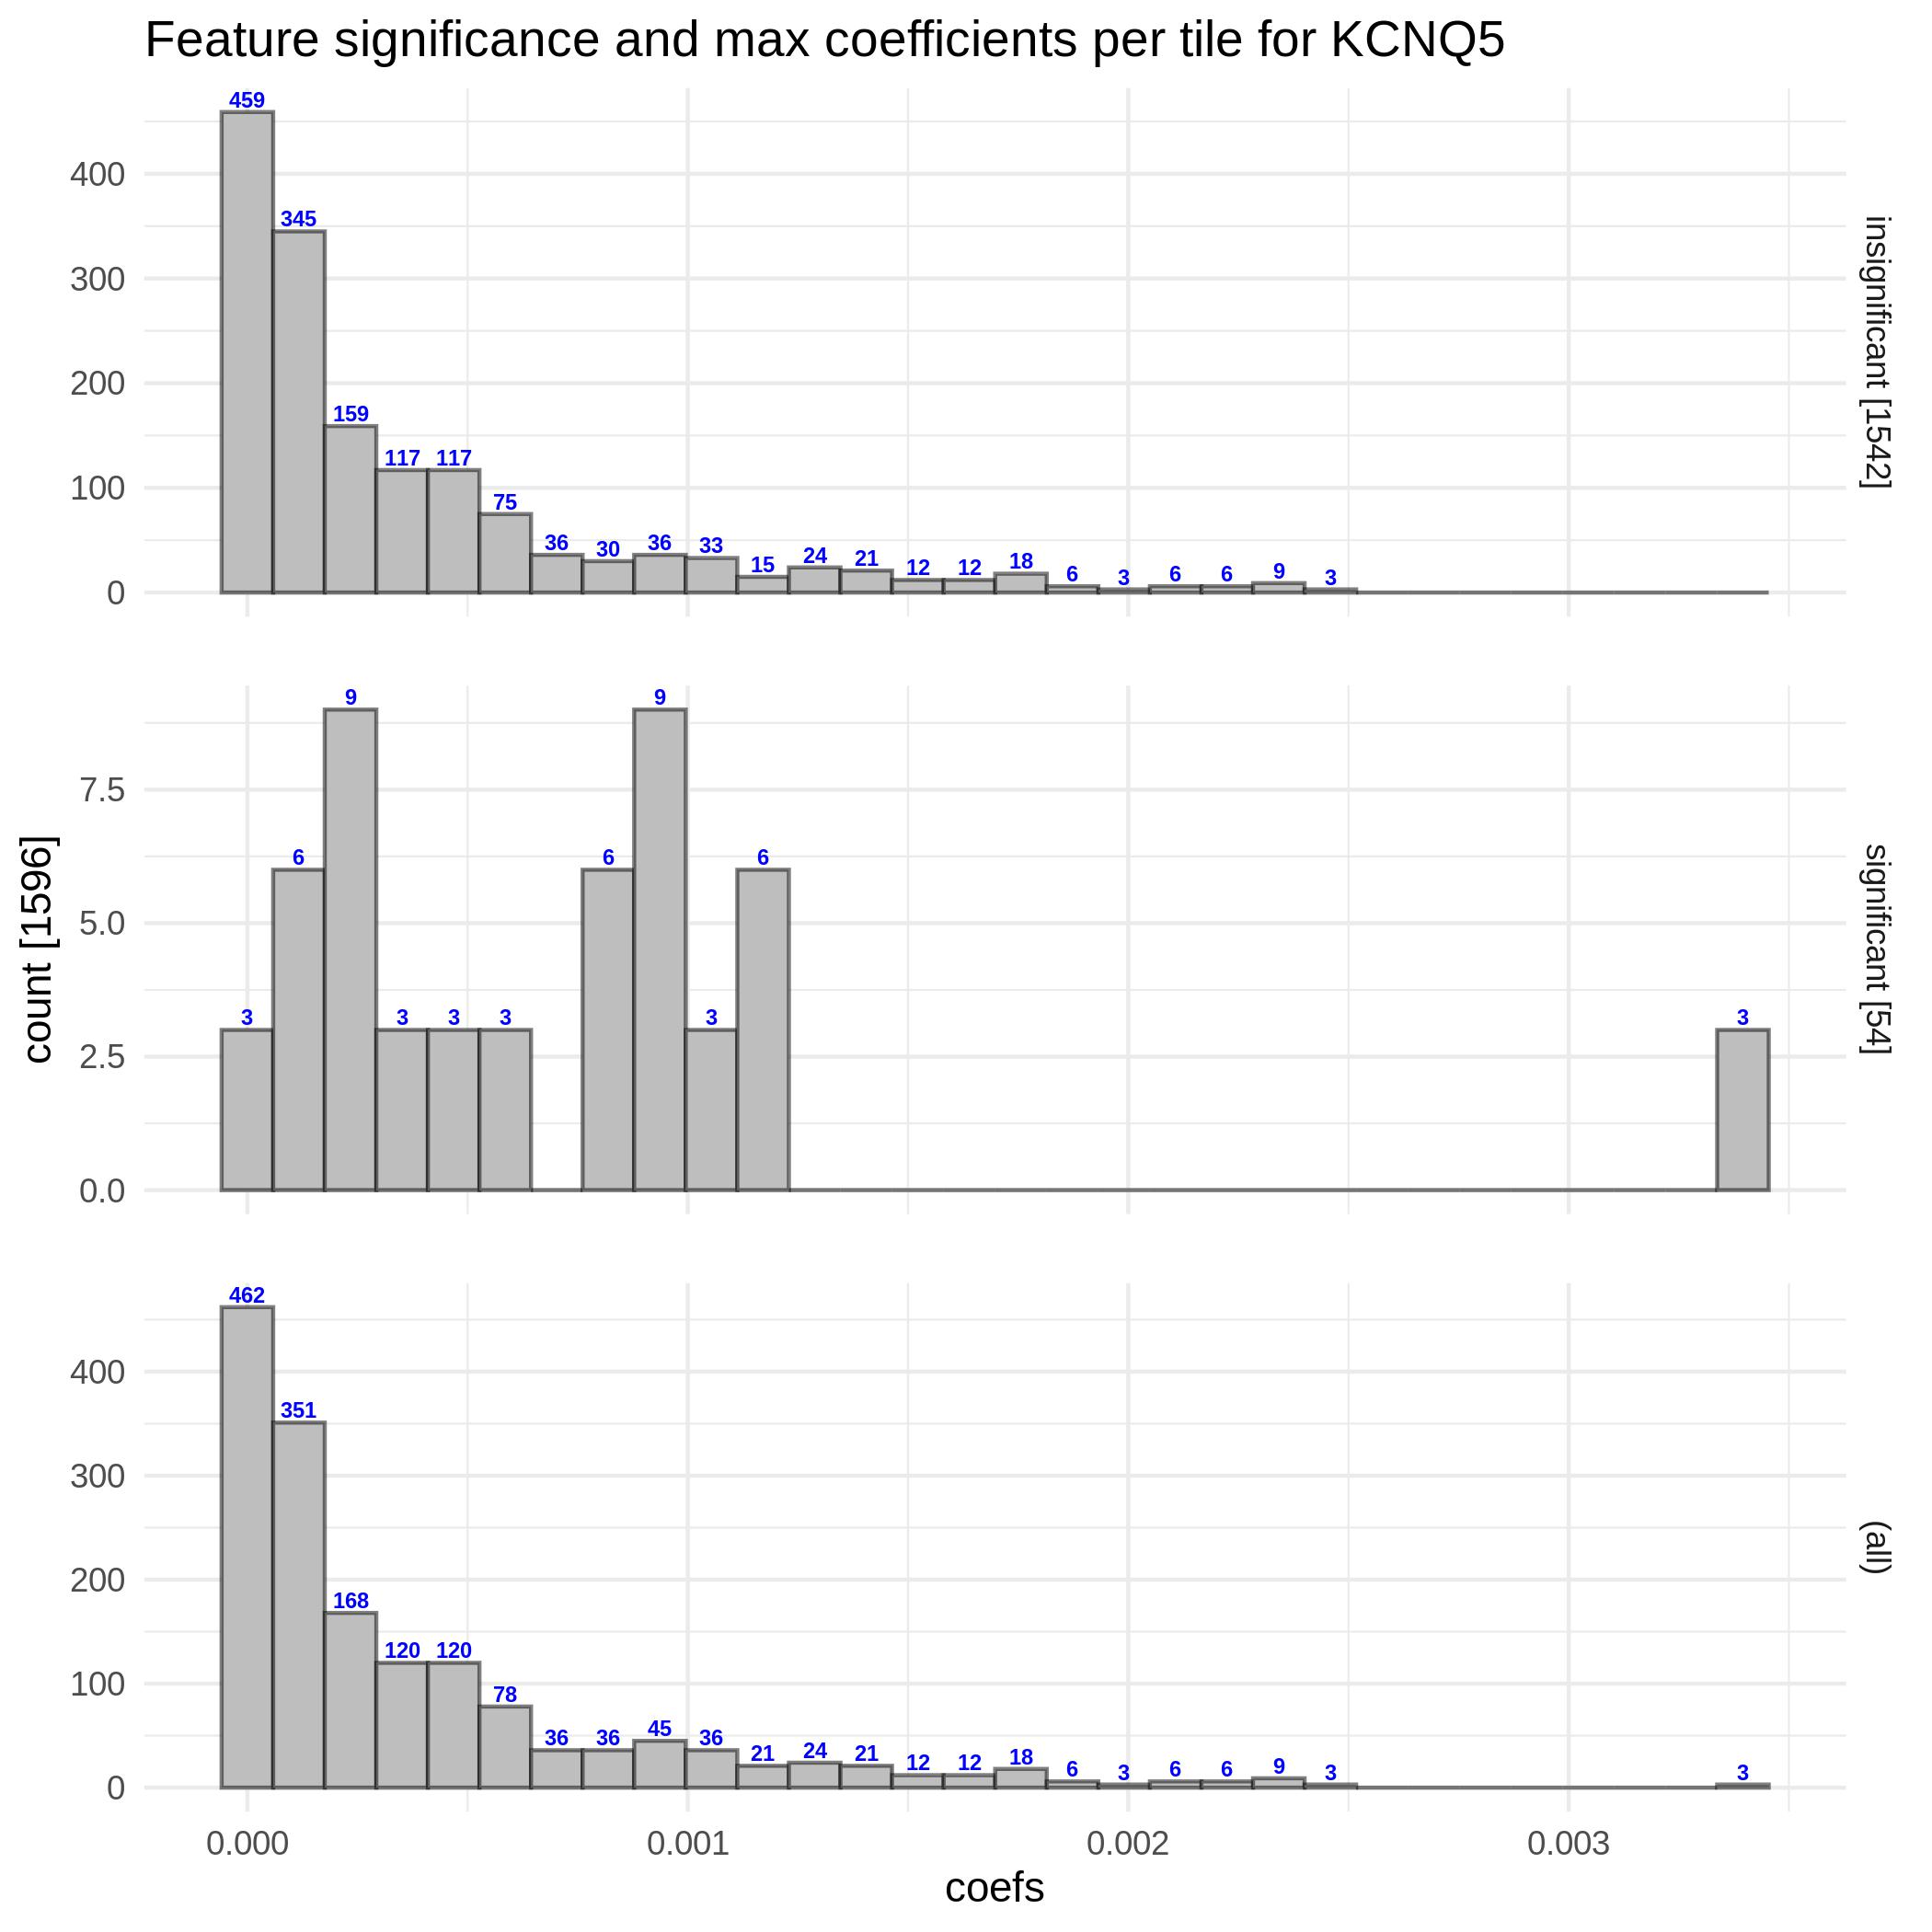 Feature significance and max coefficients per tile for KCNQ5
459
345
159
117 117
75
36 30 36 33 15 24 21 12 12 18 6 3 6 6 9 3
400
300
200
100
0
insignificant [1542]
9 9
6 6 6
3 3 3 3 3 3
7.5
5.0
2.5
0.0
count [1596]
significant [54]
462
351
168
120 120
78
36 36 45 36 21 24 21 12 12 18 6 3 6 6 9 3 3
400
300
200
100
0
(all)
0.000 0.001 0.002 0.003
coefs